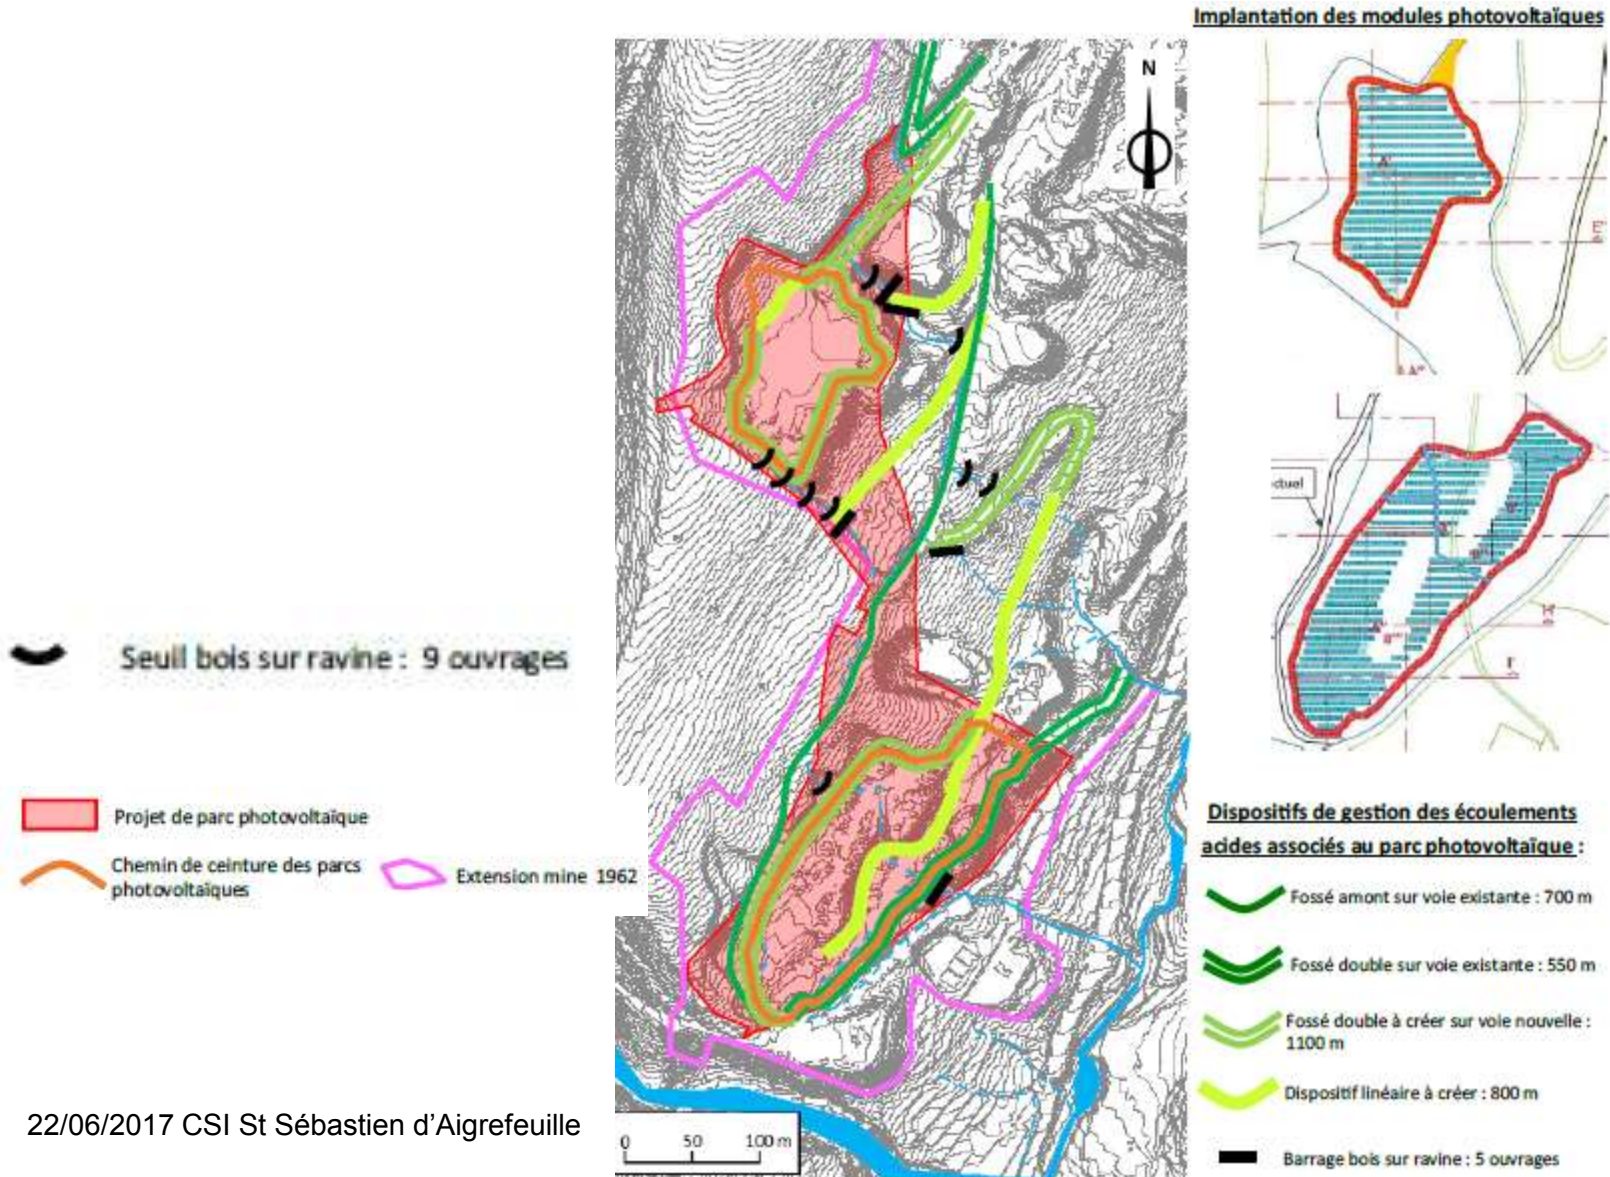 Implantation des modules photovoltaïques
N
A'
A"
ctuel
Seuil bois sur ravine : 9 ouvrages
Projet de parc photovoltaïque
Chemin de ceinture des parcs
photovoltaïques
Extension mine 1962
Dispositifs de gestion des écoulements
acides associés au parc photovoltaïque :
Fossé amont sur voie existante : 700 m
Fossé double sur voie existante : 550 m
Fossé double à créer sur voie nouvelle :
1100 m
Dispositif linéaire à créer : 800 m
Barrage bois sur ravine : 5 ouvrages
22/06/2017 CSI St Sébastien d’Aigrefeuille
0 50 100 m